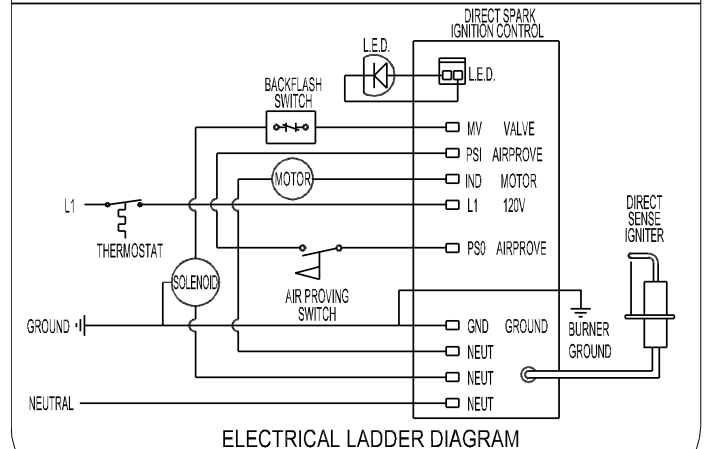 DIRECT SPARK
IGNITION CONTROL
L.E.D.
L.E.D.
BACKFLASH
SWITCH
MV VALVE
PSI AIRPROVE
MOTOR
IND MOTOR
L1
L1 120V
THERMOSTAT
DIRECT
SENSE
IGNITER
PSO AIRPROVE
SOLENOID
AIR PROVING
SWITCH
GROUND
GND GROUND
BURNER
GROUND
NEUT
NEUT
NEUTRAL
NEUT
ELECTRICAL LADDER DIAGRAM